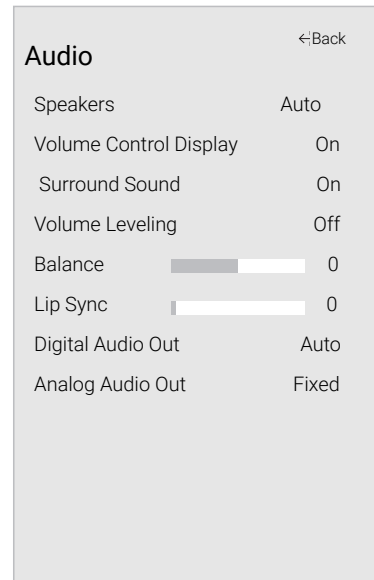 ←Back
Audio
Speakers Auto
Volume Control Display On
Surround Sound On
Volume Leveling Off
Balance 0
Lip Sync 0
Digital Audio Out Auto
Analog Audio Out Fixed